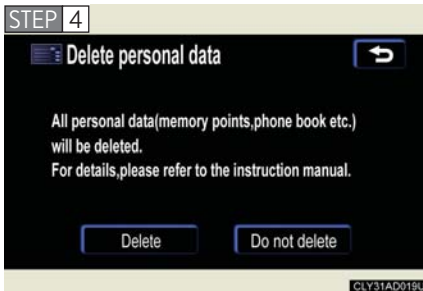 STEP 4
Delete personal data
All personal data(memory points,phone book etc.)
will be deleted.
For details,please refer to the instruction manual.
Delete
Do not delete
CLY31AD019U